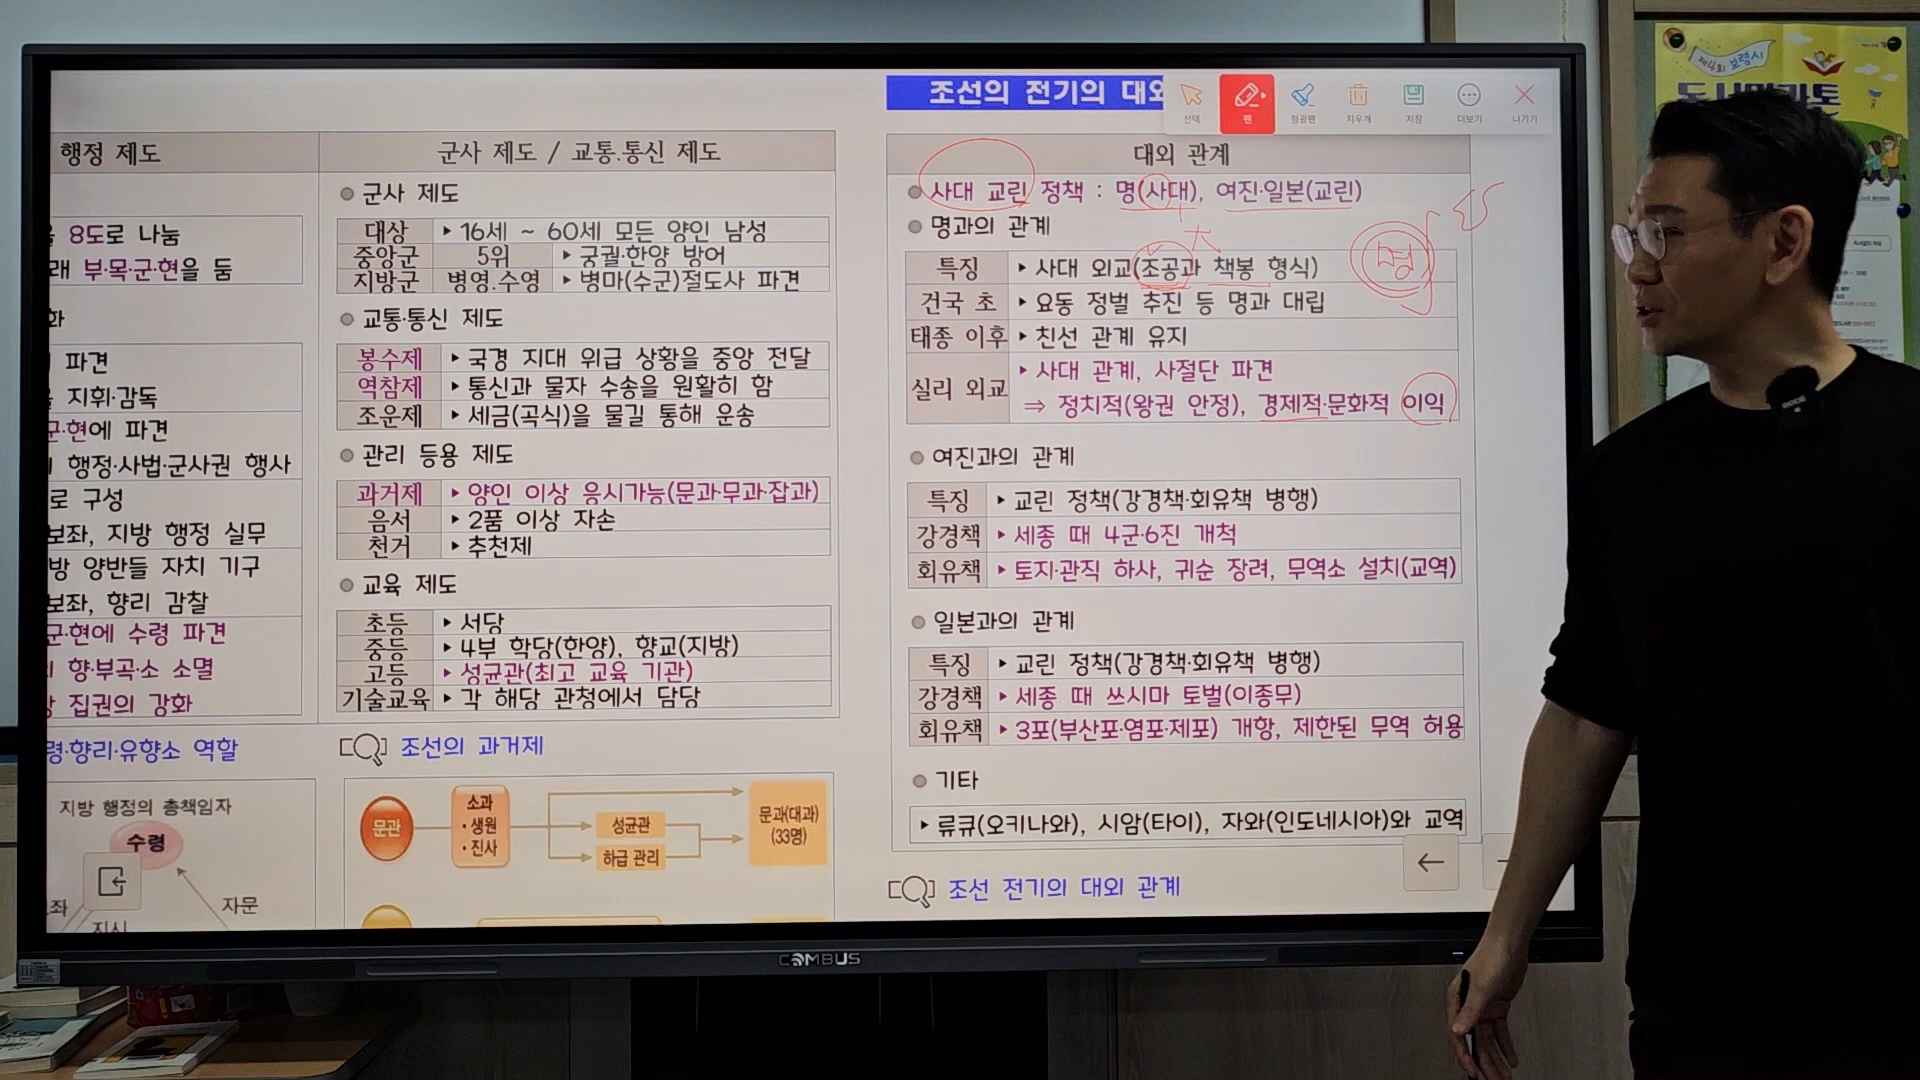 행정 제도
8도로 나눔
부·목·군·현을 둠
파견
지휘·감독
군·현에 파견
행정·사법·군사권 행사
로 구성
보좌, 지방 행정 실무
방 양반들 자치 기구
보좌, 향리 감찰
군·현에 수령 파견
향·부곡·소 소멸
집권의 강화
령·향리·유향소 역할
지방 행정의 총책임자
수령
자문
지시
군사 제도 / 교통.통신 제도
군사 제도
대상 ▸ 16세 ~ 60세 모든 양인 남성
중앙군 5위 ▸ 궁궐·한양 방어
지방군 병영.수영 ▸ 병마(수군)절도사 파견
교통·통신 제도
봉수제 ▸ 국경 지대 위급 상황을 중앙 전달
역참제 ▸ 통신과 물자 수송을 원활히 함
조운제 ▸ 세금(곡식)을 물길 통해 운송
관리 등용 제도
과거제 ▸ 양인 이상 응시가능(문과·무과·잡과)
음서 ▸ 2품 이상 자손
천거 ▸ 추천제
교육 제도
초등 ▸ 서당
중등 ▸ 4부 학당(한양), 향교(지방)
고등 ▸ 성균관(최고 교육 기관)
기술교육 ▸ 각 해당 관청에서 담당
조선의 과거제
문관
소과
·생원
·진사
성균관
하급 관리
문과(대과)
(33명)
조선의 전기의 대외
선택 펜 형광펜 지우개 저장 더보기 나가기
대외 관계
사대 교린 정책 : 명(사대), 여진·일본(교린)
명과의 관계
특징 ▸ 사대 외교(조공과 책봉 형식)
명
건국 초 ▸ 요동 정벌 추진 등 명과 대립
태종 이후 ▸ 친선 관계 유지
실리 외교 ▸ 사대 관계, 사절단 파견
⇒ 정치적(왕권 안정), 경제적·문화적 이익
여진과의 관계
특징 ▸ 교린 정책(강경책·회유책 병행)
강경책 ▸ 세종 때 4군·6진 개척
회유책 ▸ 토지·관직 하사, 귀순 장려, 무역소 설치(교역)
일본과의 관계
특징 ▸ 교린 정책(강경책·회유책 병행)
강경책 ▸ 세종 때 쓰시마 토벌(이종무)
회유책 ▸ 3포(부산포·염포·제포) 개항, 제한된 무역 허용
기타
▸ 류큐(오키나와), 시암(타이), 자와(인도네시아)와 교역
조선 전기의 대외 관계
COMBUS
제4회 보령시
RODE